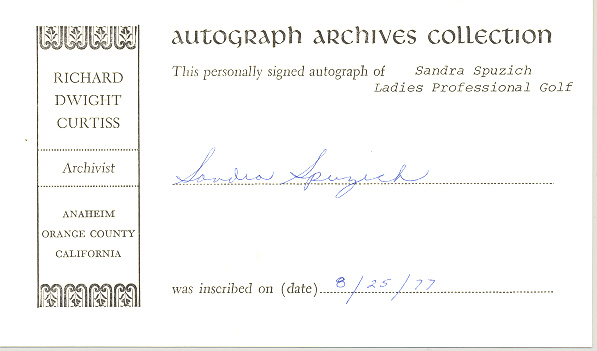 RICHARD
DWIGHT
CURTISS
Archivist
ANAHEIM
ORANGE COUNTY
CALIFORNIA
AUTOGRAPH ARCHIVES COLLECTION
This personally signed autograph of Sandra Spuzich
Ladies Professional Golf
Sandra Spuzich
was inscribed on (date) 8/25/77